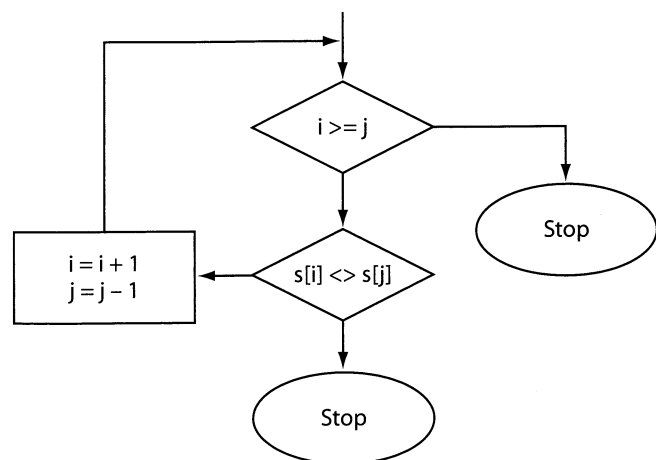 i >= j
Stop
i = i + 1
j = j – 1
s[i] <> s[j]
Stop